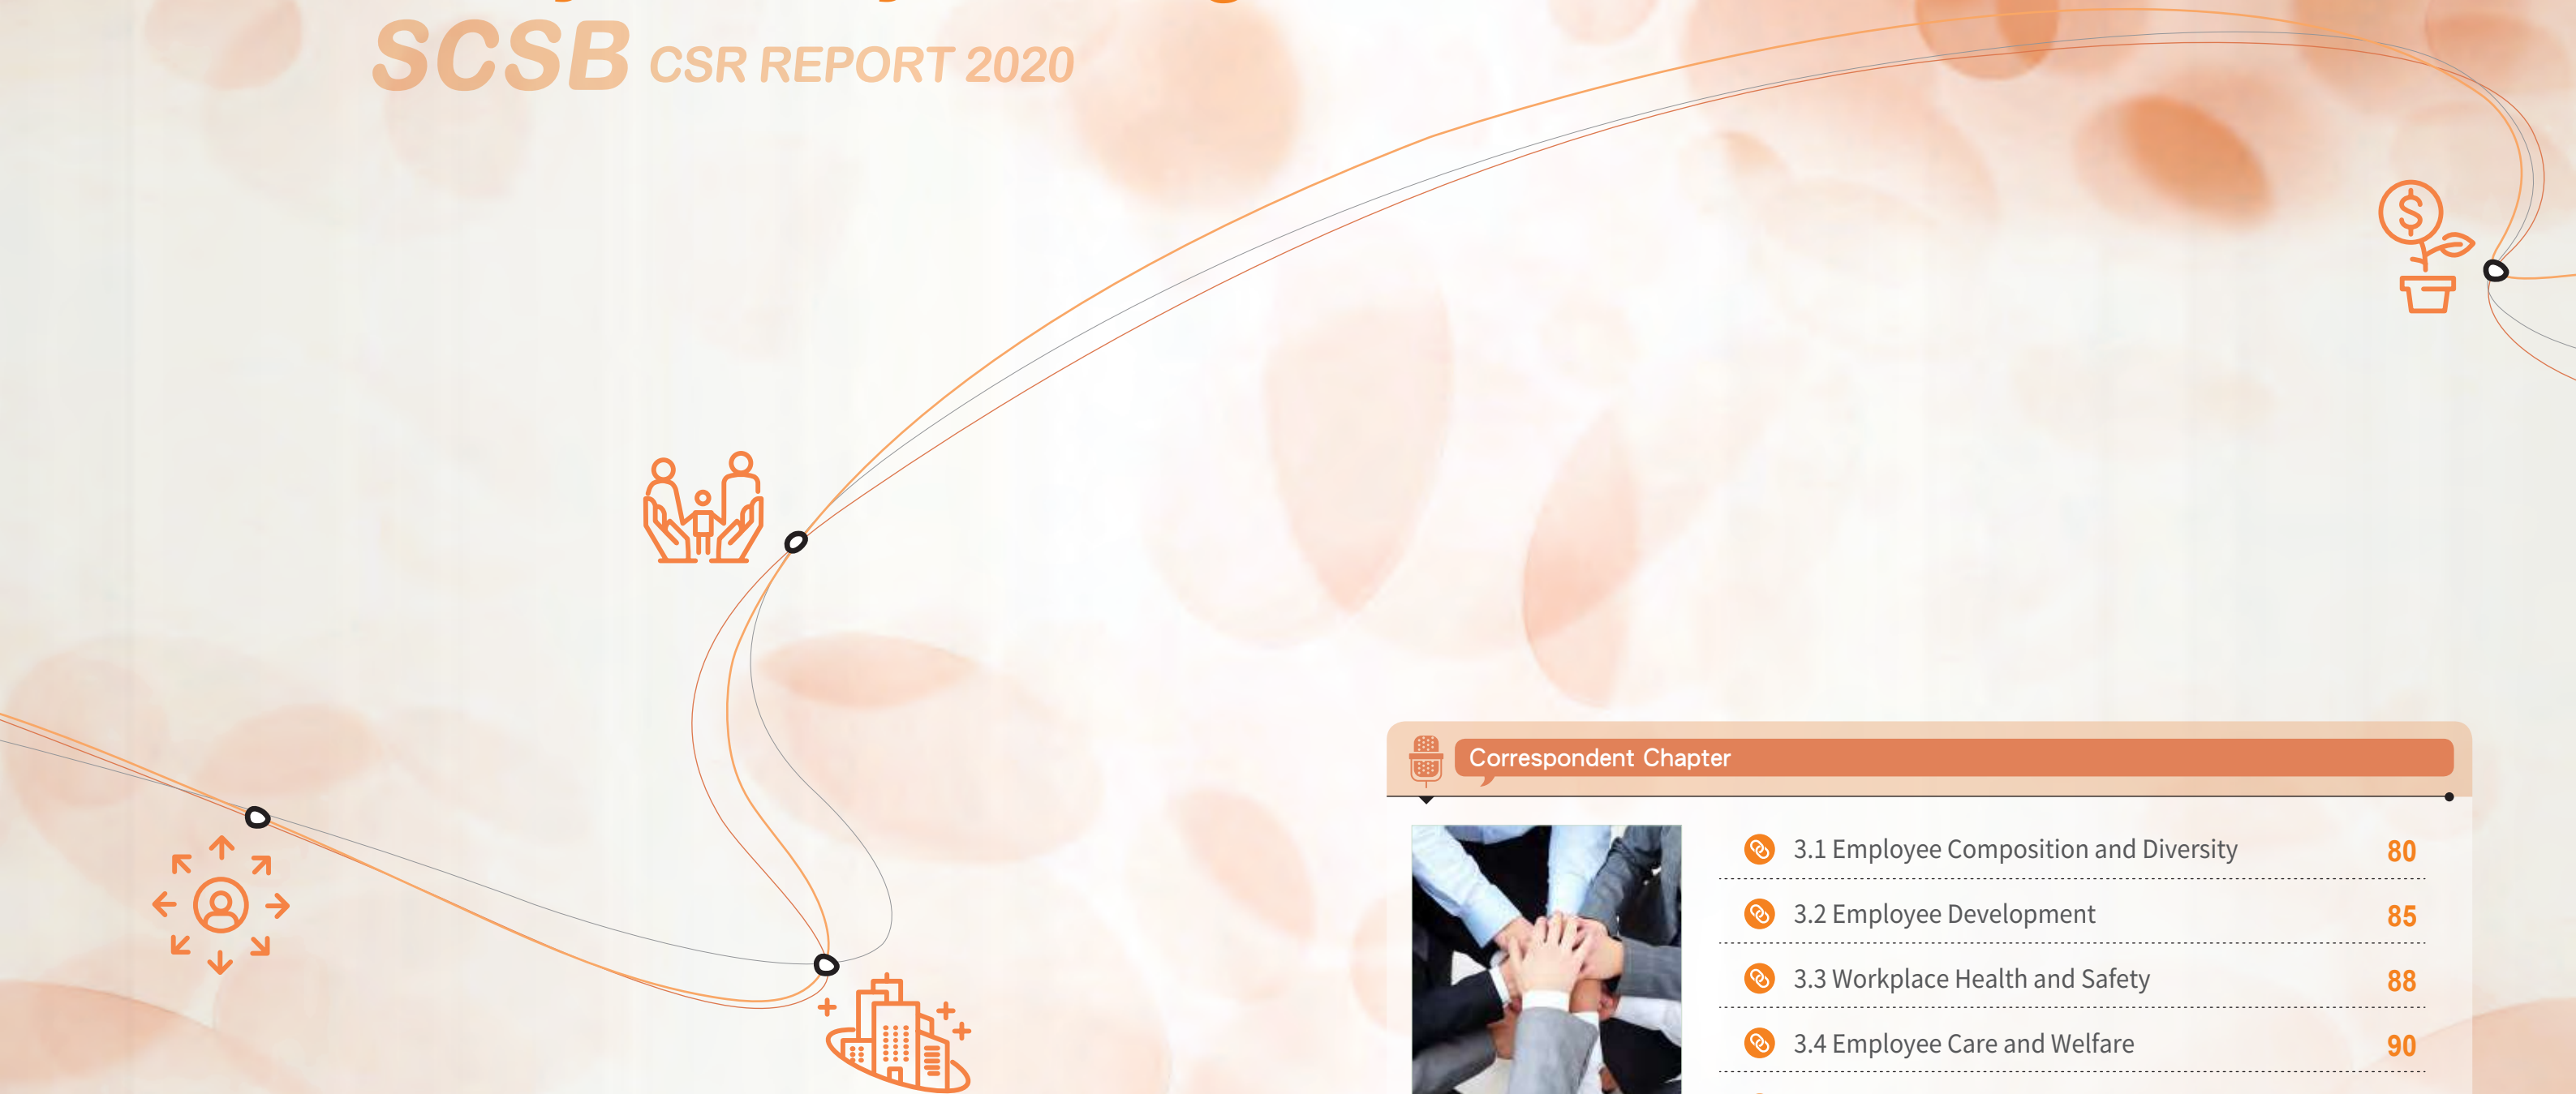 SCSB CSR REPORT 2020
Correspondent Chapter
3.1 Employee Composition and Diversity 80
3.2 Employee Development 85
3.3 Workplace Health and Safety 88
3.4 Employee Care and Welfare 90